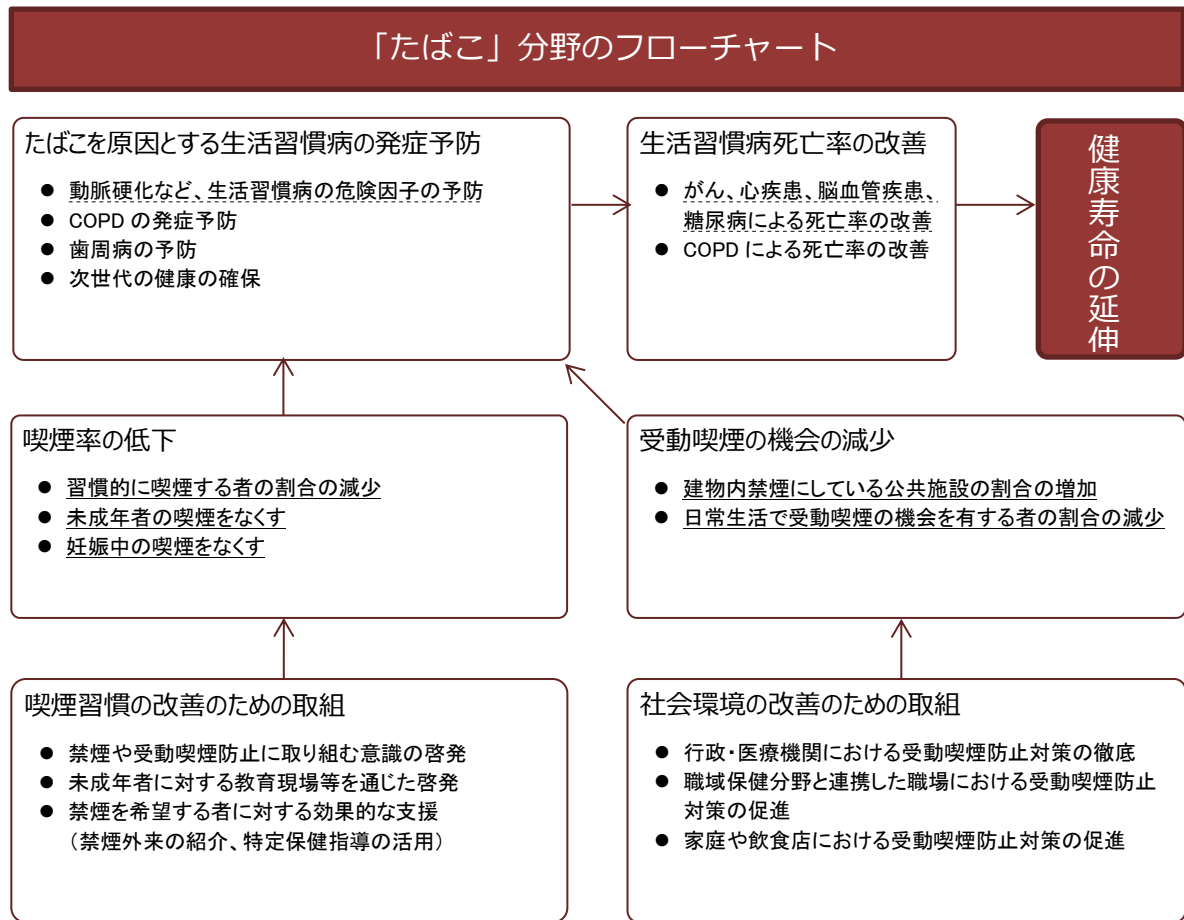 「たばこ」分野のフローチャート
たばこを原因とする生活習慣病の発症予防
● 動脈硬化など、生活習慣病の危険因子の予防
● COPD の発症予防
● 歯周病の予防
● 次世代の健康の確保
生活習慣病死亡率の改善
● がん、心疾患、脳血管疾患、
糖尿病による死亡率の改善
● COPD による死亡率の改善
健康寿命の延伸
喫煙率の低下
● 習慣的に喫煙する者の割合の減少
● 未成年者の喫煙をなくす
● 妊娠中の喫煙をなくす
受動喫煙の機会の減少
● 建物内禁煙にしている公共施設の割合の増加
● 日常生活で受動喫煙の機会を有する者の割合の減少
喫煙習慣の改善のための取組
● 禁煙や受動喫煙防止に取り組む意識の啓発
● 未成年者に対する教育現場等を通じた啓発
● 禁煙を希望する者に対する効果的な支援
（禁煙外来の紹介、特定保健指導の活用）
社会環境の改善のための取組
● 行政・医療機関における受動喫煙防止対策の徹底
● 職域保健分野と連携した職場における受動喫煙防止
対策の促進
● 家庭や飲食店における受動喫煙防止対策の促進